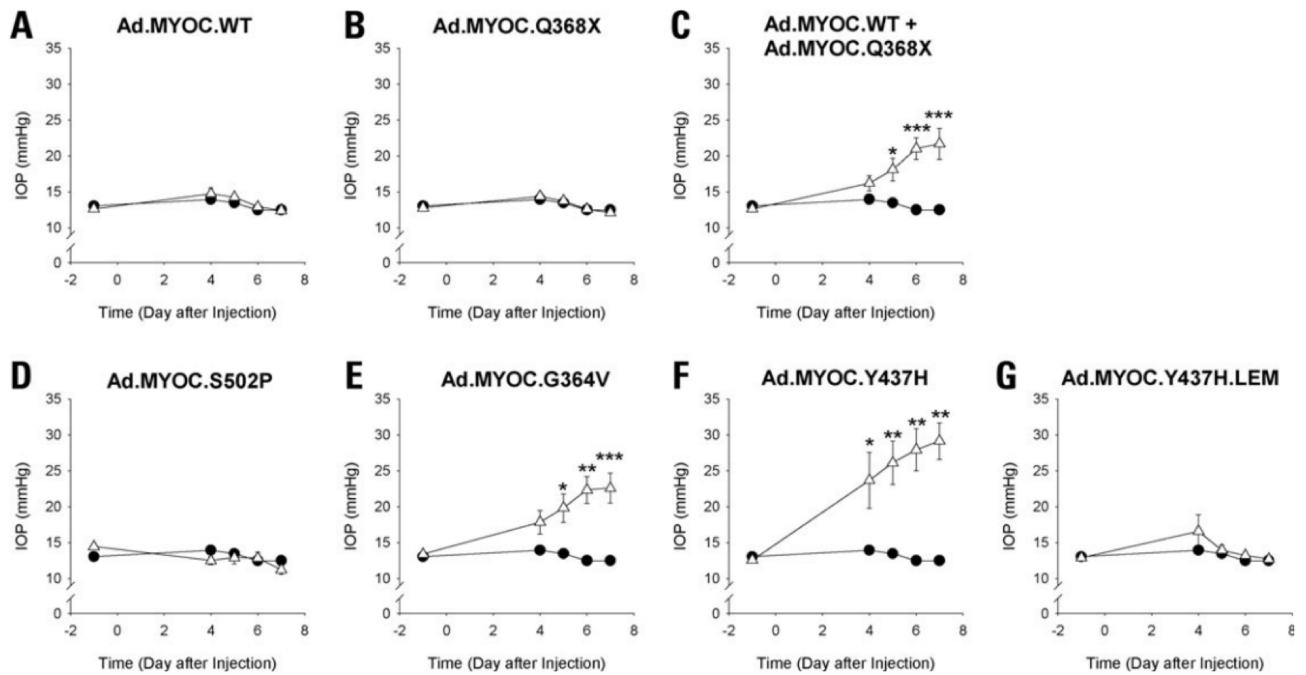 A
Ad.MYOC.WT
35
30
25
20
15
10
0
IOP (mmHg)
-2 0 2 4 6 8
Time (Day after Injection)
B
Ad.MYOC.Q368X
35
30
25
20
15
10
0
IOP (mmHg)
-2 0 2 4 6 8
Time (Day after Injection)
C
Ad.MYOC.WT +
Ad.MYOC.Q368X
35
30
25
20
15
10
0
IOP (mmHg)
* *** ***
-2 0 2 4 6 8
Time (Day after Injection)
D
Ad.MYOC.S502P
35
30
25
20
15
10
0
IOP (mmHg)
-2 0 2 4 6 8
Time (Day after Injection)
E
Ad.MYOC.G364V
35
30
25
20
15
10
0
IOP (mmHg)
* ** ***
-2 0 2 4 6 8
Time (Day after Injection)
F
Ad.MYOC.Y437H
35
30
25
20
15
10
0
IOP (mmHg)
* ** ** **
-2 0 2 4 6 8
Time (Day after Injection)
G
Ad.MYOC.Y437H.LEM
35
30
25
20
15
10
0
IOP (mmHg)
-2 0 2 4 6 8
Time (Day after Injection)